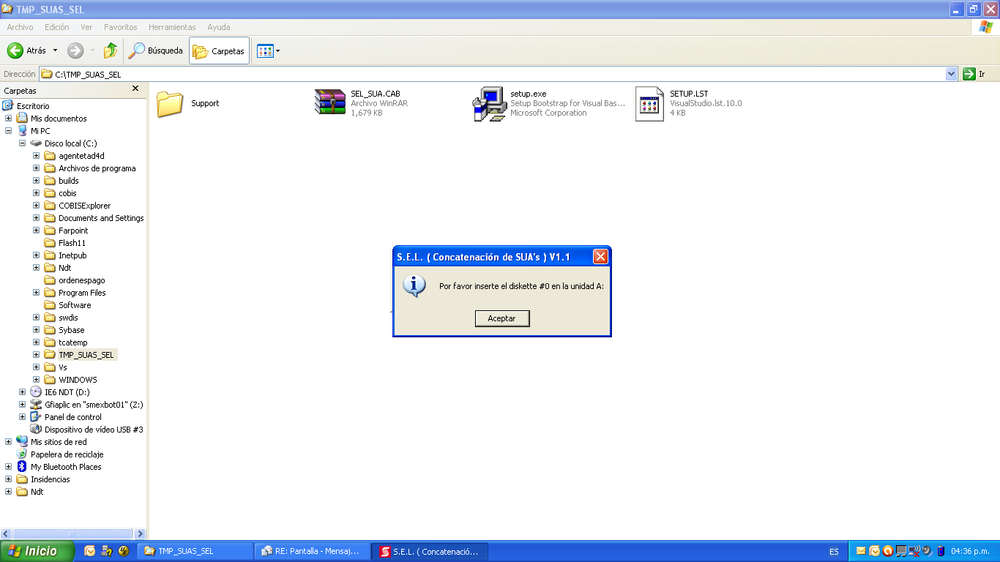 TMP_SUAS_SEL
Archivo Edición Ver Favoritos Herramientas Ayuda
Atrás Búsqueda Carpetas
Dirección C:\TMP_SUAS_SEL Ir
Carpetas
Escritorio
Mis documentos
Mi PC
Disco local (C:)
agentetad4d
Archivos de programa
builds
cobis
COBISExplorer
Documents and Settings
Farpoint
Flash11
Inetpub
Ndt
ordenespago
Program Files
Software
swdis
Sybase
tcatemp
TMP_SUAS_SEL
Vs
WINDOWS
IE6 NDT (D:)
Gfiaplic en "smexbot01" (Z:)
Panel de control
Dispositivo de vídeo USB #3
Mis sitios de red
Papelera de reciclaje
My Bluetooth Places
Insidencias
Ndt
Support
SEL_SUA.CAB
Archivo WinRAR
1,679 KB
setup.exe
Setup Bootstrap for Visual Bas...
Microsoft Corporation
SETUP.LST
VisualStudio.lst.10.0
4 KB
S.E.L. ( Concatenación de SUA's ) V1.1
Por favor inserte el diskette #0 en la unidad A:
Aceptar
Inicio TMP_SUAS_SEL RE: Pantalla - Mensaj... S.E.L. ( Concatenació... ES 04:36 p.m.